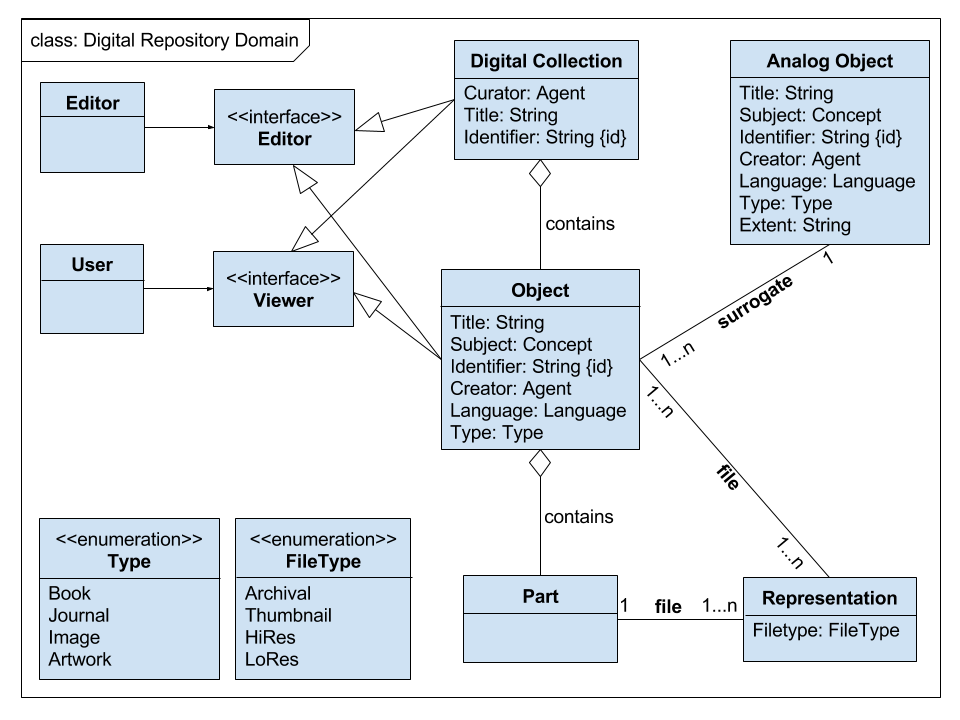 class: Digital Repository Domain
Editor
<<interface>>
Editor
Digital Collection
Curator: Agent
Title: String
Identifier: String {id}
Analog Object
Title: String
Subject: Concept
Identifier: String {id}
Creator: Agent
Language: Language
Type: Type
Extent: String
contains
User
<<interface>>
Viewer
Object
Title: String
Subject: Concept
Identifier: String {id}
Creator: Agent
Language: Language
Type: Type
1
surrogate
1...n
1...n
file
1...n
contains
<<enumeration>>
Type
Book
Journal
Image
Artwork
<<enumeration>>
FileType
Archival
Thumbnail
HiRes
LoRes
Part
1 file 1...n
Representation
Filetype: FileType